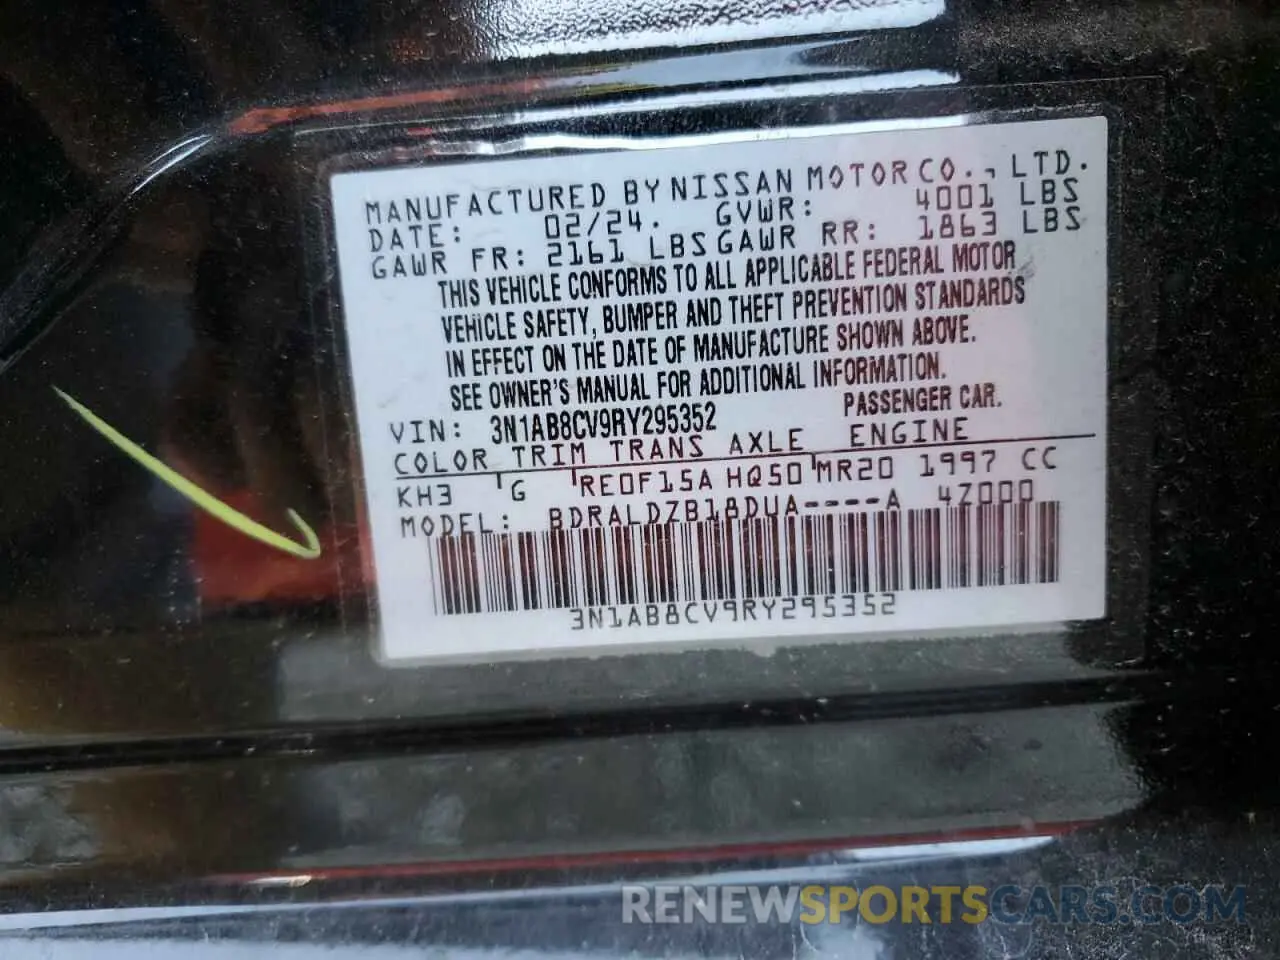 MANUFACTURED BY NISSAN MOTOR CO., LTD.
DATE: 02/24. GVWR: 4001 LBS
GAWR FR: 2161 LBS GAWR RR: 1863 LBS
THIS VEHICLE CONFORMS TO ALL APPLICABLE FEDERAL MOTOR
VEHICLE SAFETY, BUMPER AND THEFT PREVENTION STANDARDS
IN EFFECT ON THE DATE OF MANUFACTURE SHOWN ABOVE.
SEE OWNER'S MANUAL FOR ADDITIONAL INFORMATION.
VIN: 3N1AB8CV9RY295352 PASSENGER CAR.
COLOR TRIM TRANS AXLE ENGINE
KH3 G RE0F15A HQ50 MR20 1997 CC
MODEL: BDRALDZB18DUA----A 4Z000
3N1AB8CV9RY295352
RENEWSPORTSCARS.COM